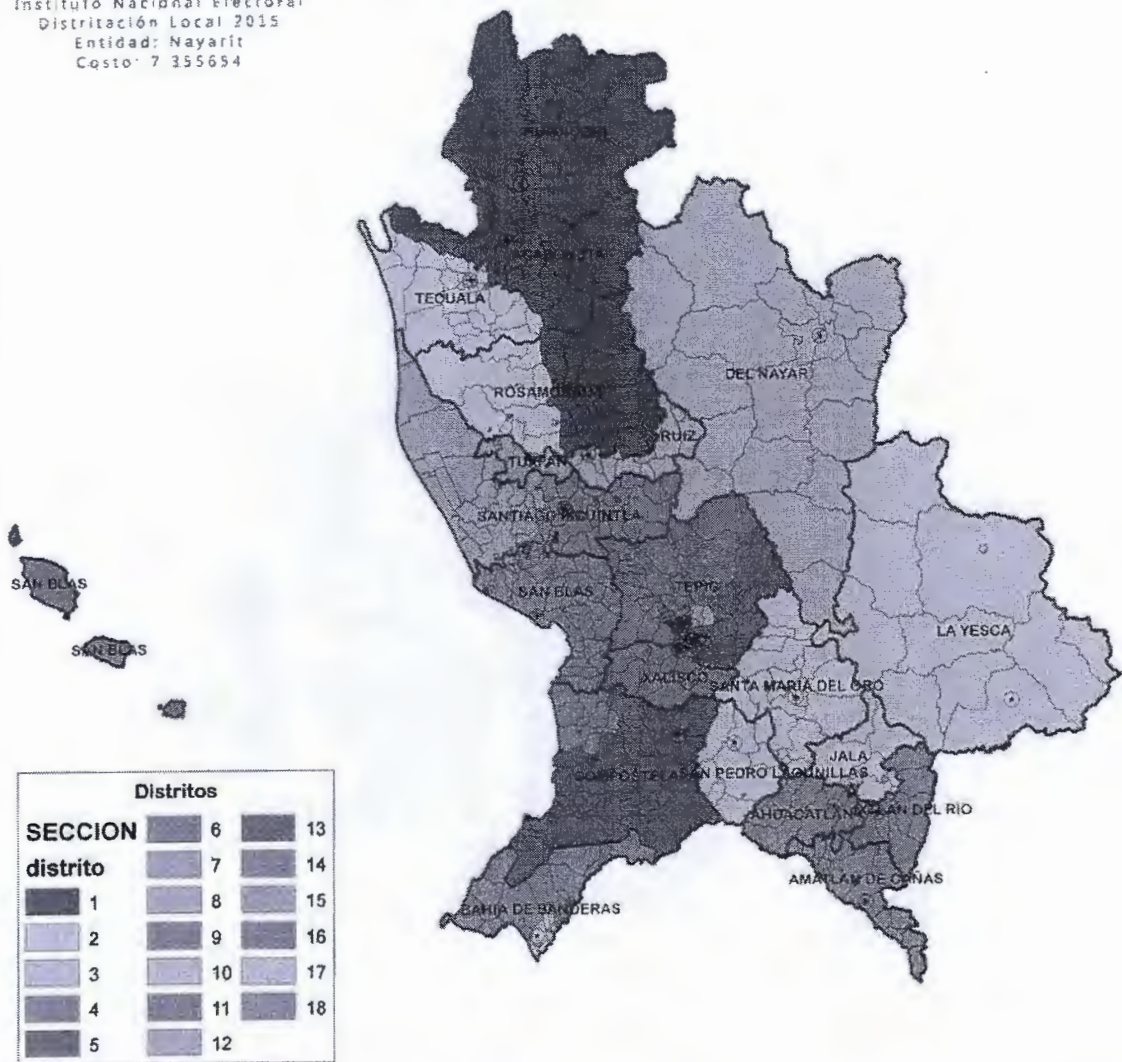 Instituto Nacional Electoral
Distritación Local 2015
Entidad: Nayarit
Costo: 7 355654
TECUALA
DEL NAYAR
RUIZ
TUXPAN
SANTIAGO IXCUINTLA
SAN BLAS
TEPIC
SAN BLAS
LA YESCA
SAN BLAS
XALISCO
SANTA MARIA DEL ORO
JALA
COMPOSTELA
SAN PEDRO LAGUNILLAS
AHUACATLAN
IXTLAN DEL RIO
AMATLAN DE CAÑAS
BAHIA DE BANDERAS
Distritos
SECCION
distrito
1
2
3
4
5
6
7
8
9
10
11
12
13
14
15
16
17
18